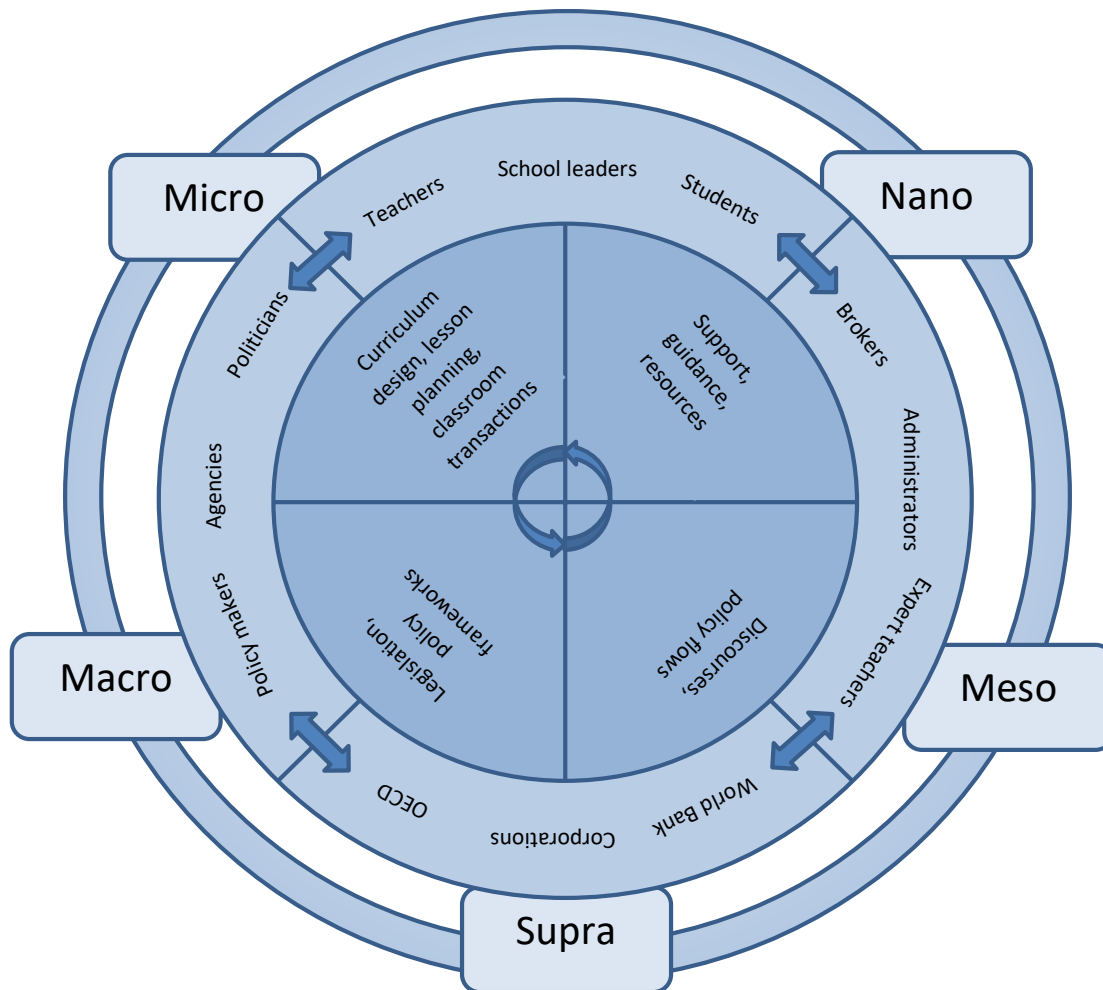 Micro
Nano
Macro
Meso
Supra
School leaders
Teachers
Students
Politicians
Brokers
Agencies
Administrators
Policy makers
Expert teachers
OECD
Corporations
World Bank
Curriculum
design, lesson
planning,
classroom
transactions
Support,
guidance,
resources
Legislation,
policy
frameworks
Discourses,
policy flows